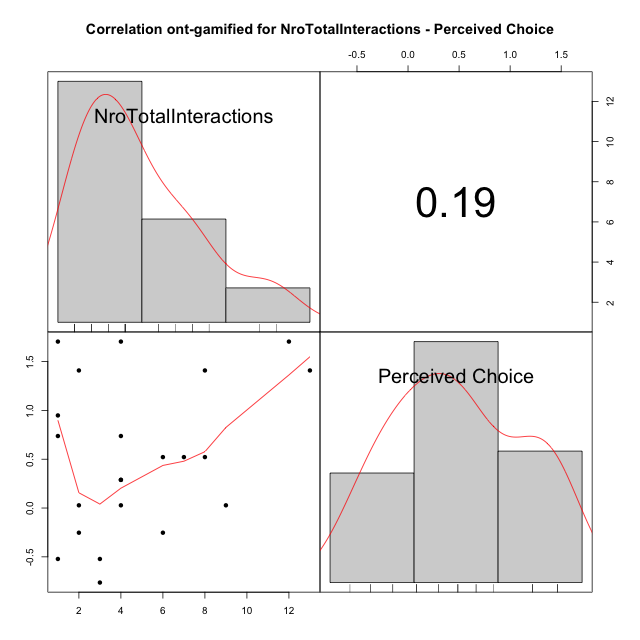 Correlation ont-gamified for NroTotalInteractions - Perceived Choice
-0.5 0.0 0.5 1.0 1.5
NroTotalInteractions
0.19
12
10
8
6
4
2
1.5
1.0
0.5
0.0
-0.5
Perceived Choice
2 4 6 8 10 12